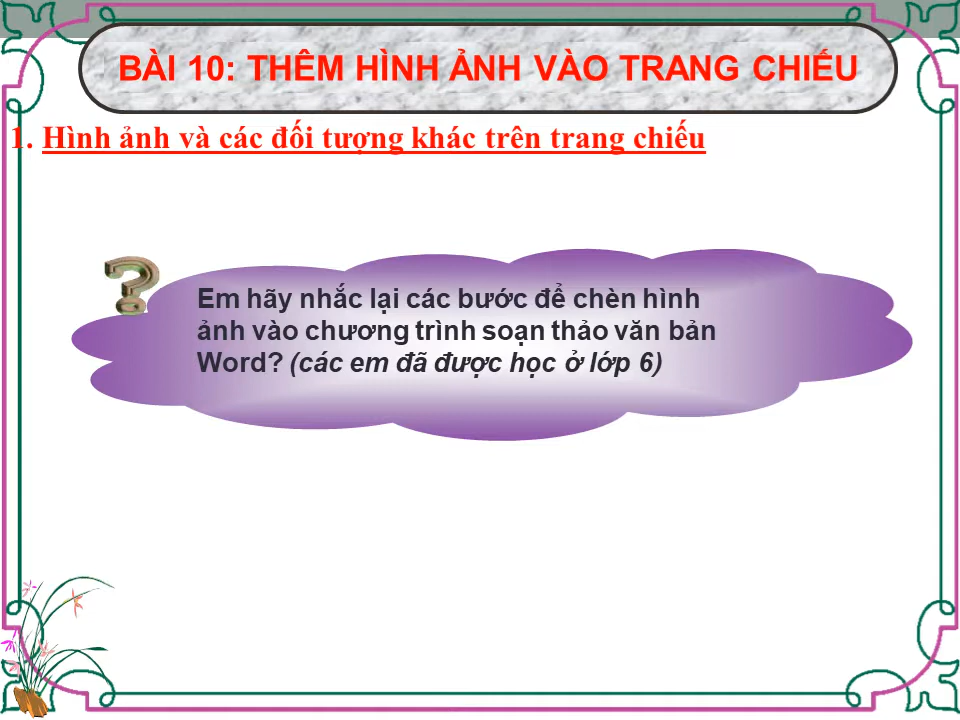 BÀI 10: THÊM HÌNH ẢNH VÀO TRANG CHIẾU
1. Hình ảnh và các đối tượng khác trên trang chiếu
Em hãy nhắc lại các bước để chèn hình
ảnh vào chương trình soạn thảo văn bản
Word? (các em đã được học ở lớp 6)